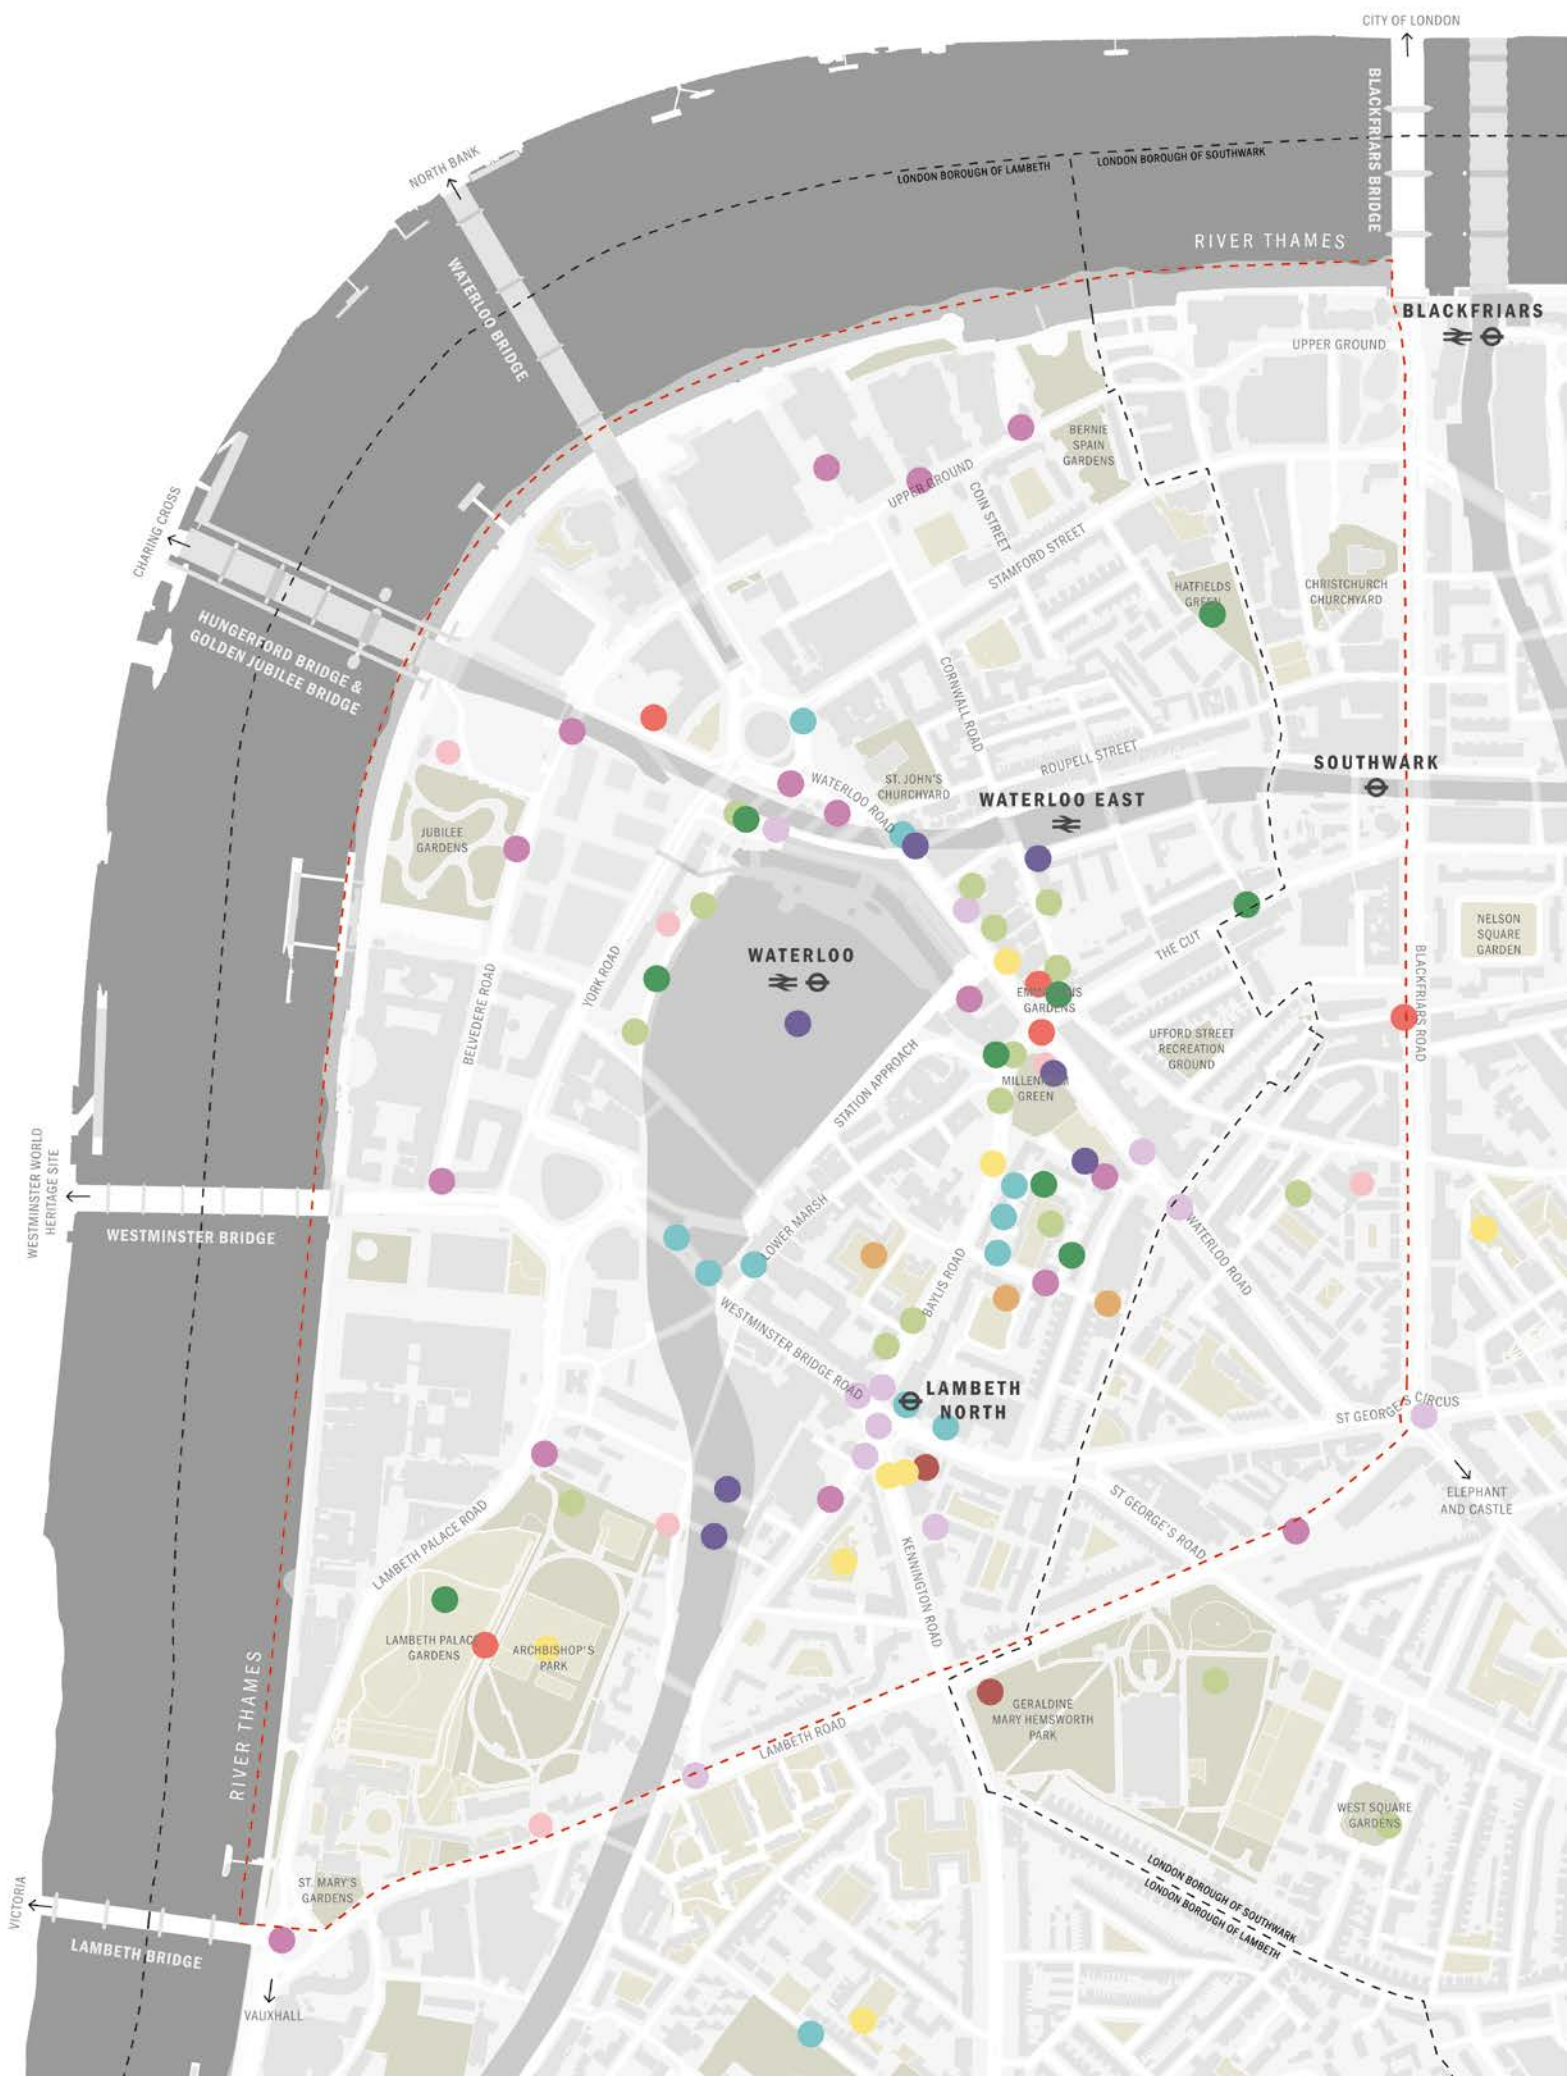 CITY OF LONDON
BLACKFRIARS BRIDGE
NORTH BANK
LONDON BOROUGH OF LAMBETH
LONDON BOROUGH OF SOUTHWARK
RIVER THAMES
WATERLOO BRIDGE
BLACKFRIARS
UPPER GROUND
BERNIE
SPAIN
GARDENS
UPPER GROUND
COIN STREET
CHARING CROSS
STAMFORD STREET
HATFIELDS
GREEN
CHRISTCHURCH
CHURCHYARD
HUNGERFORD BRIDGE &
GOLDEN JUBILEE BRIDGE
CORNWALL ROAD
ROUPELL STREET
SOUTHWARK
WATERLOO ROAD
ST. JOHN'S
CHURCHYARD
WATERLOO EAST
JUBILEE
GARDENS
NELSON
SQUARE
GARDEN
THE CUT
WATERLOO
YORK ROAD
BELVEDERE ROAD
GARDENS
BLACKFRIARS ROAD
UFFORD STREET
RECREATION
GROUND
STATION APPROACH
MILLENNIUM
GREEN
WESTMINSTER WORLD
HERITAGE SITE
WESTMINSTER BRIDGE
LOWER MARSH
WATERLOO ROAD
BAYLIS ROAD
WESTMINSTER BRIDGE ROAD
LAMBETH
NORTH
ST GEORGE'S CIRCUS
ELEPHANT
AND CASTLE
ST GEORGE'S ROAD
LAMBETH PALACE ROAD
KENNINGTON ROAD
LAMBETH PALACE
GARDENS
ARCHBISHOP'S
PARK
RIVER THAMES
GERALDINE
MARY HEMSWORTH
PARK
LAMBETH ROAD
WEST SQUARE
GARDENS
ST. MARY'S
GARDENS
LONDON BOROUGH OF SOUTHWARK
LONDON BOROUGH OF LAMBETH
VICTORIA
LAMBETH BRIDGE
VAUXHALL